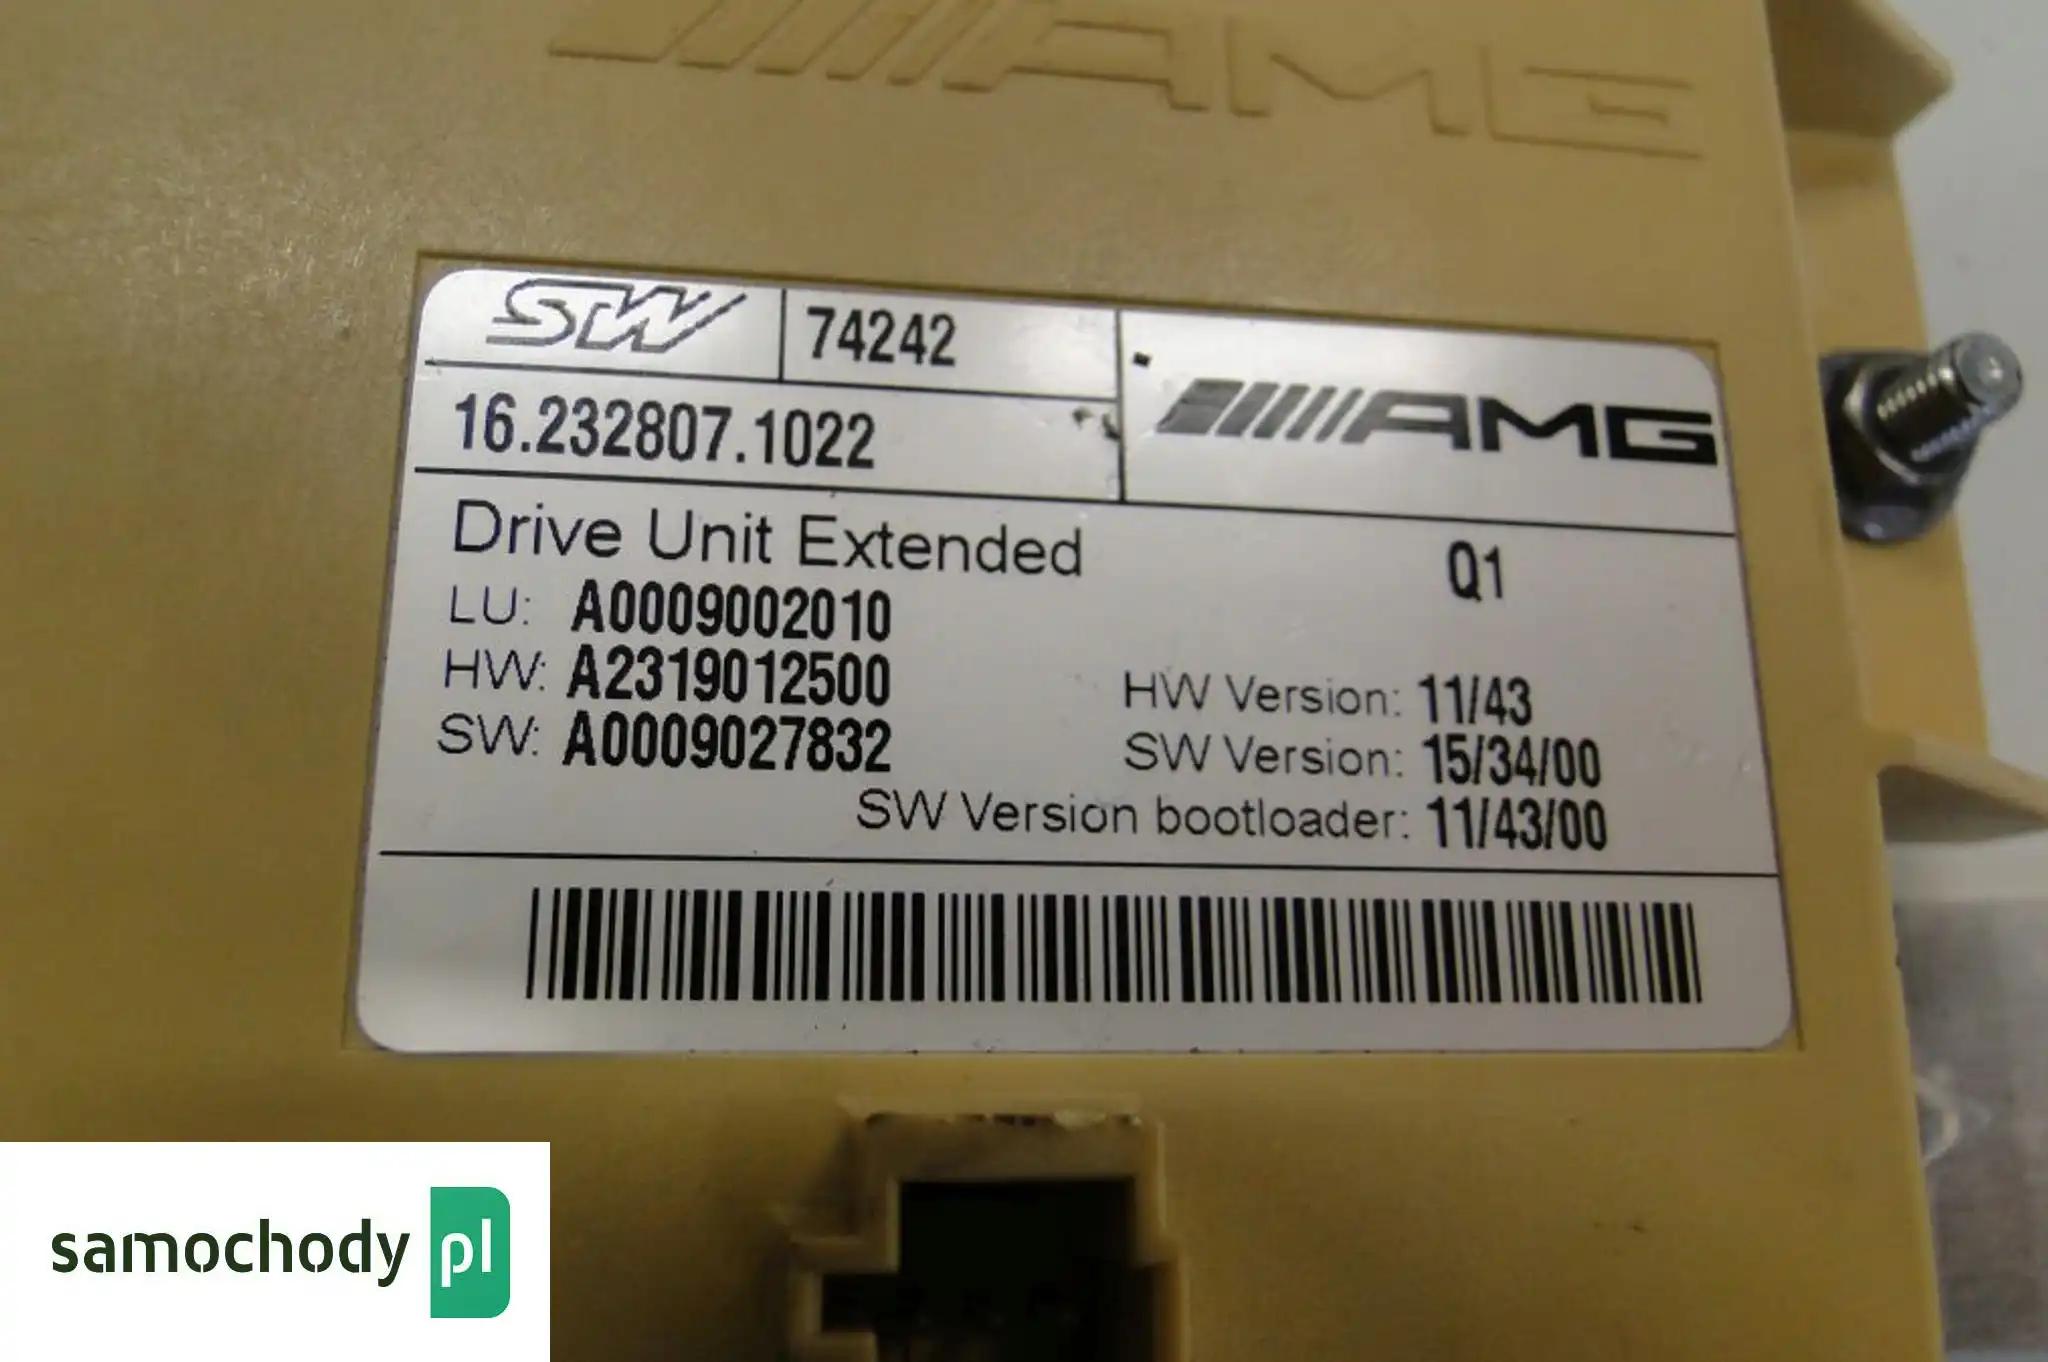 AMG
SW 74242
AMG
16.232807.1022
Drive Unit Extended Q1
LU: A0009002010
HW: A2319012500 HW Version: 11/43
SW: A0009027832 SW Version: 15/34/00
SW Version bootloader: 11/43/00
samochody pl